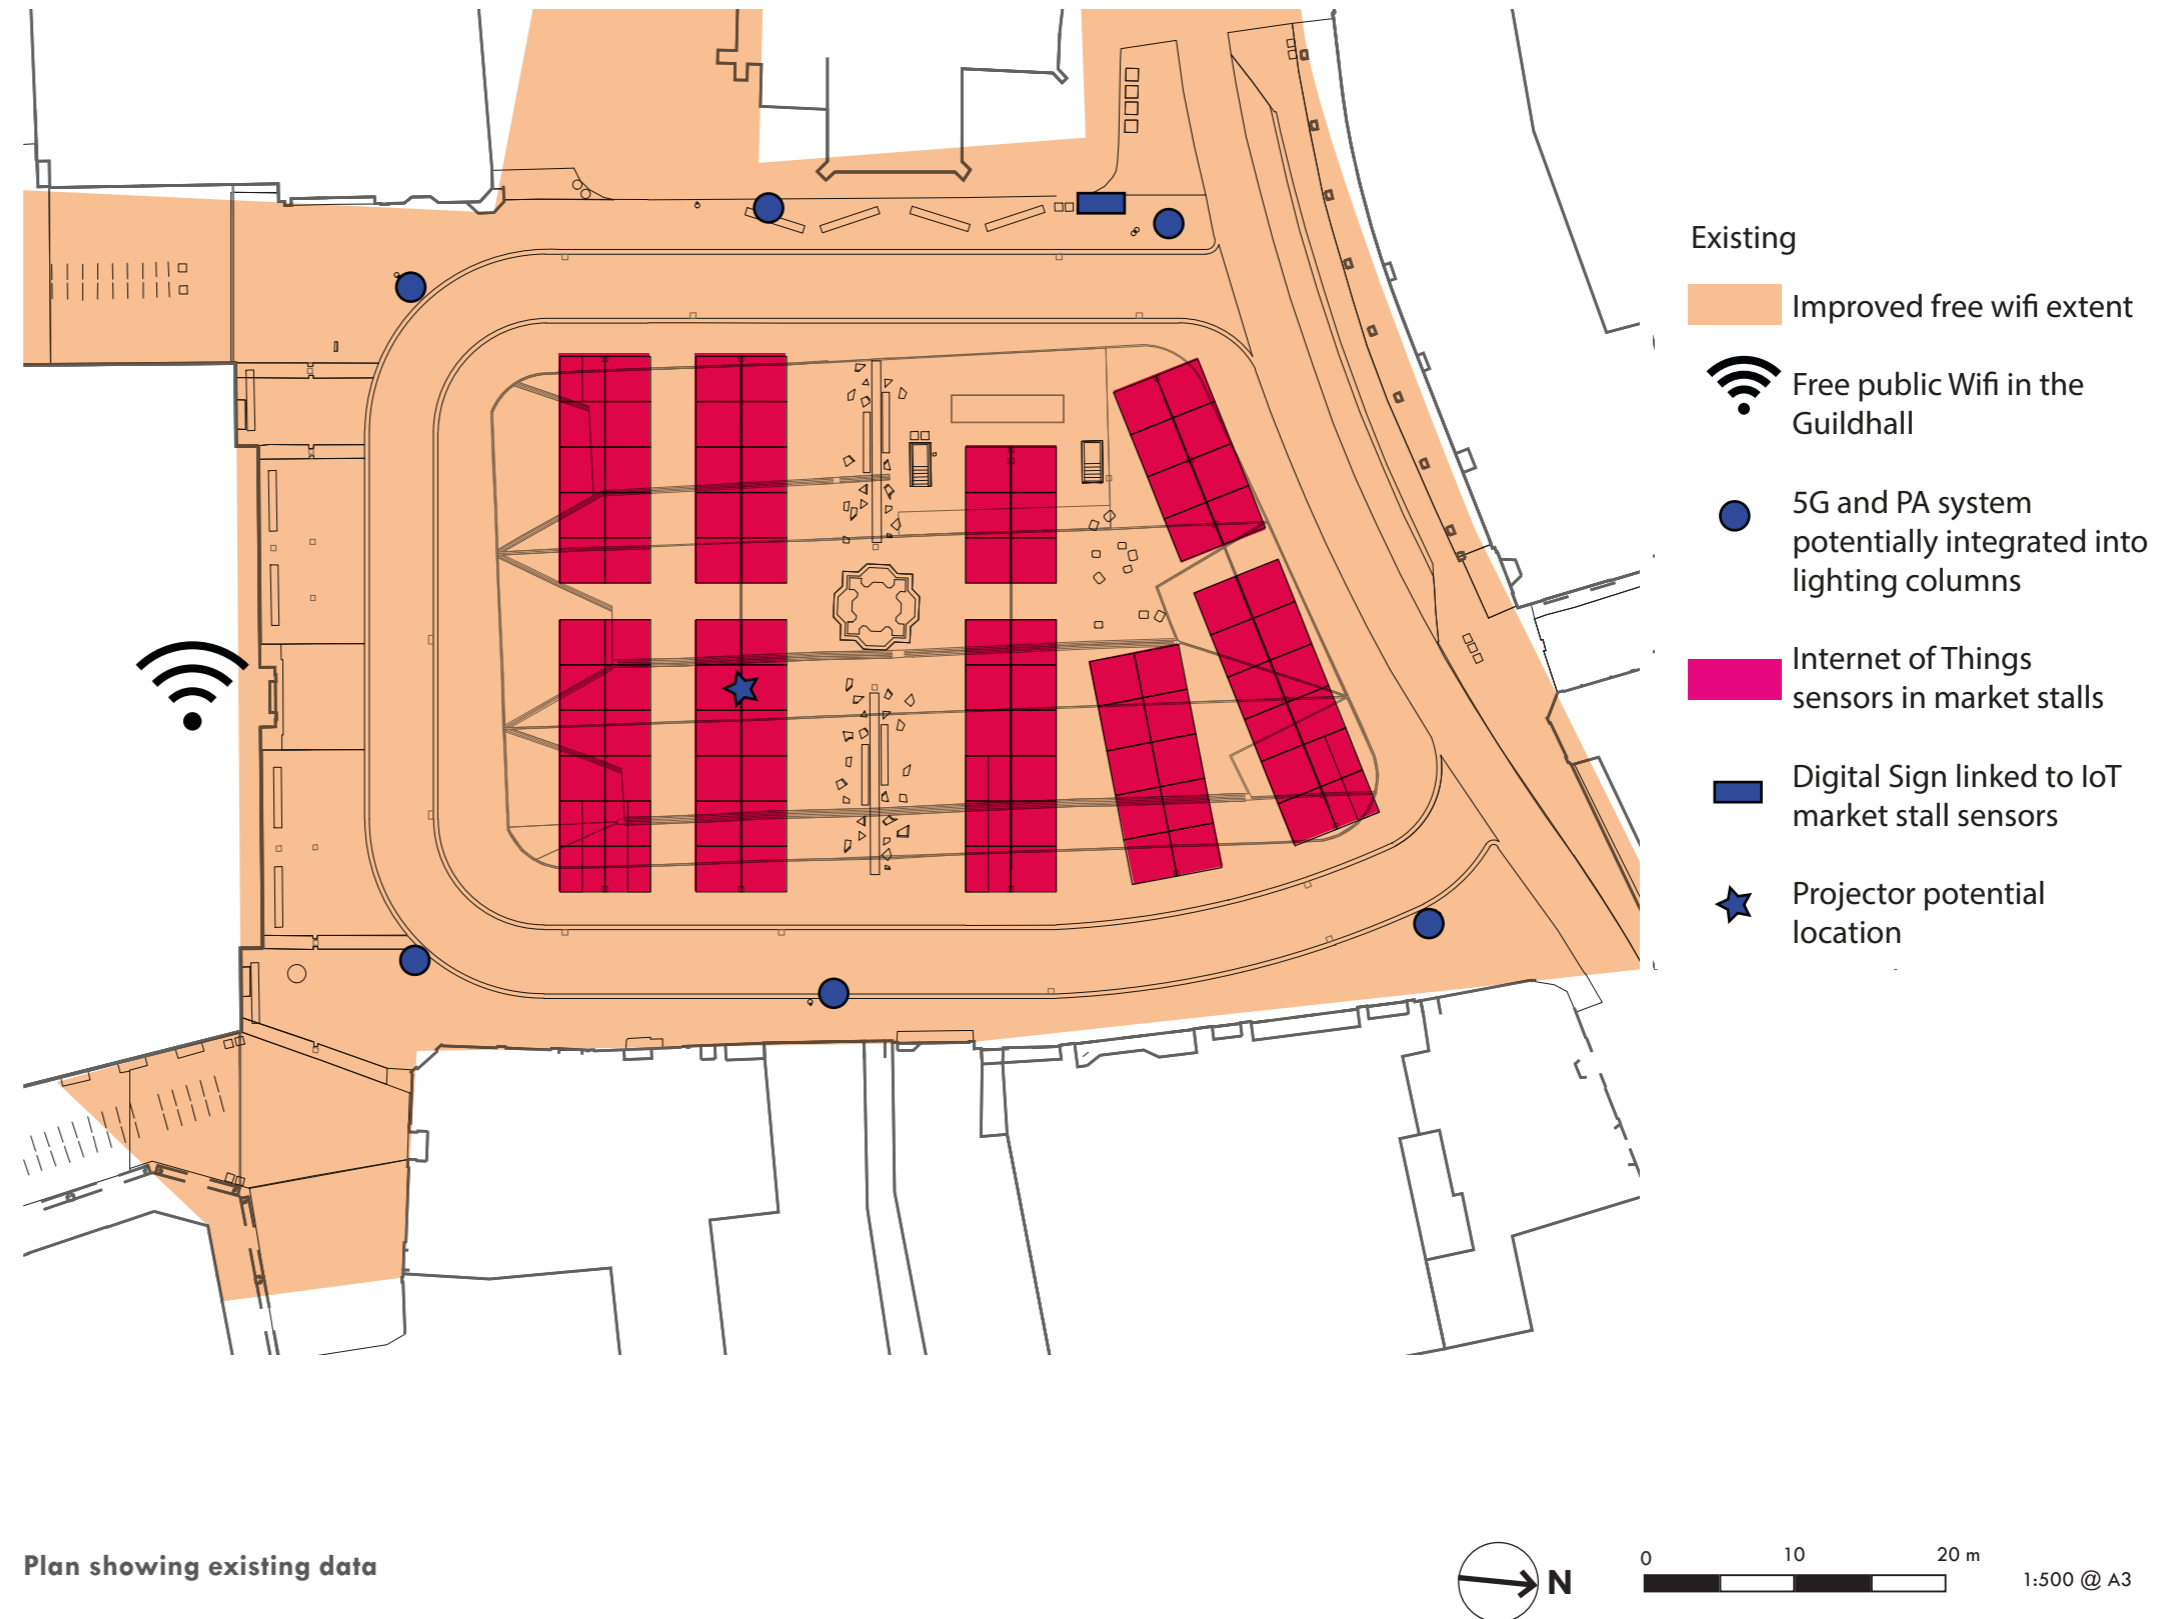 Existing
Improved free wifi extent
Free public Wifi in the
Guildhall
5G and PA system
potentially integrated into
lighting columns
Internet of Things
sensors in market stalls
Digital Sign linked to IoT
market stall sensors
Projector potential
location
Plan showing existing data
N
0 10 20 m
1:500 @ A3